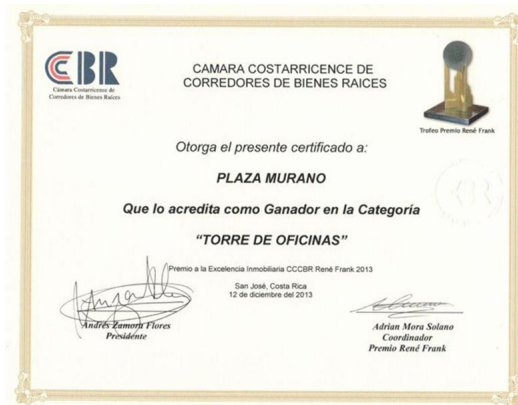 CCBR
Cámara Costarricense de
Corredores de Bienes Raíces
CAMARA COSTARRICENCE DE
CORREDORES DE BIENES RAICES
Trofeo Premio René Frank
Otorga el presente certificado a:
PLAZA MURANO
Que lo acredita como Ganador en la Categoría
“TORRE DE OFICINAS”
Premio a la Excelencia Inmobiliaria CCCBR René Frank 2013
San José, Costa Rica
12 de diciembre del 2013
Andrés Zamora Flores
Presidente
Adrian Mora Solano
Coordinador
Premio René Frank